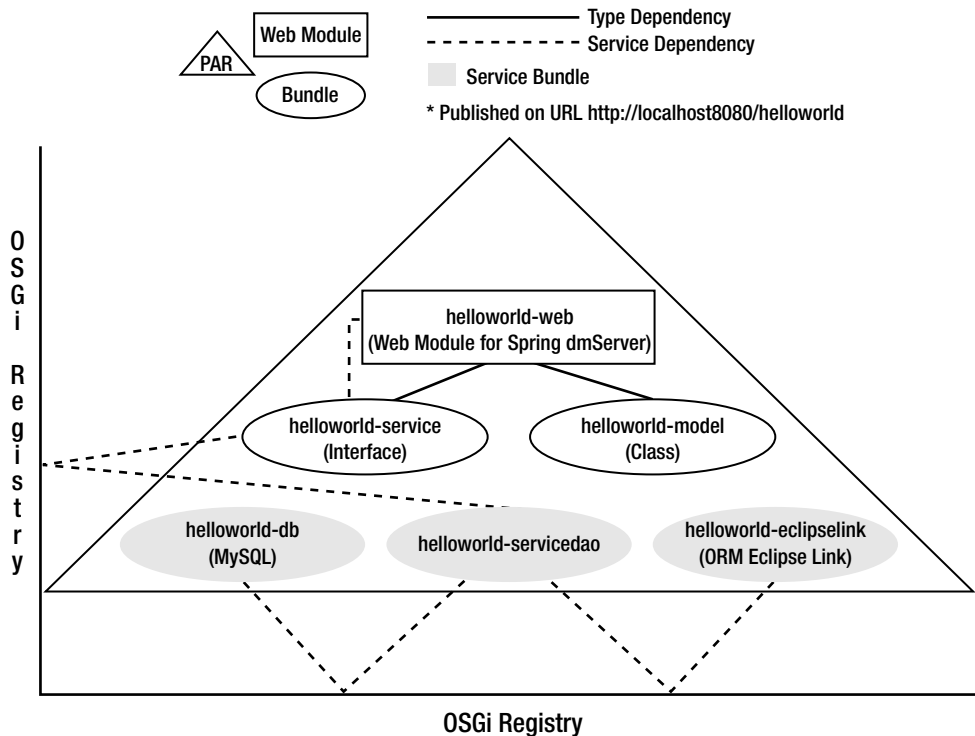 PAR
Web Module
Bundle
Type Dependency
Service Dependency
Service Bundle
* Published on URL http://localhost8080/helloworld
OSGi Registry
helloworld-web
(Web Module for Spring dmServer)
helloworld-service
(Interface)
helloworld-model
(Class)
helloworld-db
(MySQL)
helloworld-servicedao
helloworld-eclipselink
(ORM Eclipse Link)
OSGi Registry